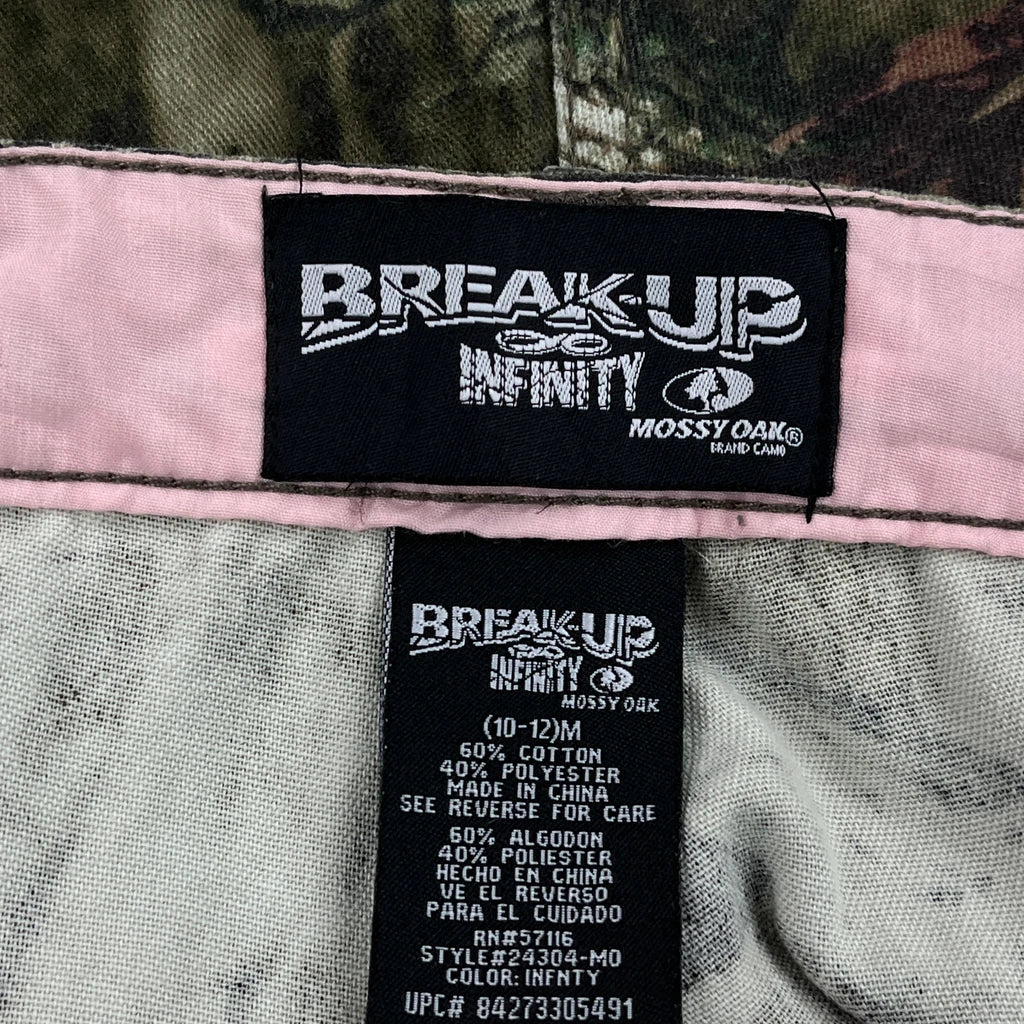 BREAK-UP
INFINITY
MOSSY OAK®
BRAND CAMO
BREAK-UP
INFINITY
MOSSY OAK
(10-12)M
60% COTTON
40% POLYESTER
MADE IN CHINA
SEE REVERSE FOR CARE
60% ALGODON
40% POLIESTER
HECHO EN CHINA
VE EL REVERSO
PARA EL CUIDADO
RN#57116
STYLE#24304-MO
COLOR: INFNTY
UPC# 84273305491